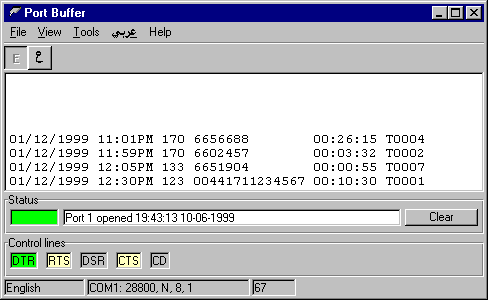 Port Buffer
File View Tools عربي Help
E ع
01/12/1999 11:01PM 170 6656688 00:26:15 T0004
01/12/1999 11:59PM 170 6602457 00:03:32 T0002
01/12/1999 12:05PM 133 6651904 00:00:55 T0007
01/12/1999 12:30PM 123 00441711234567 00:10:30 T0001
Status
Port 1 opened 19:43:13 10-06-1999 Clear
Control lines
DTR RTS DSR CTS CD
English COM1: 28800, N, 8, 1 67